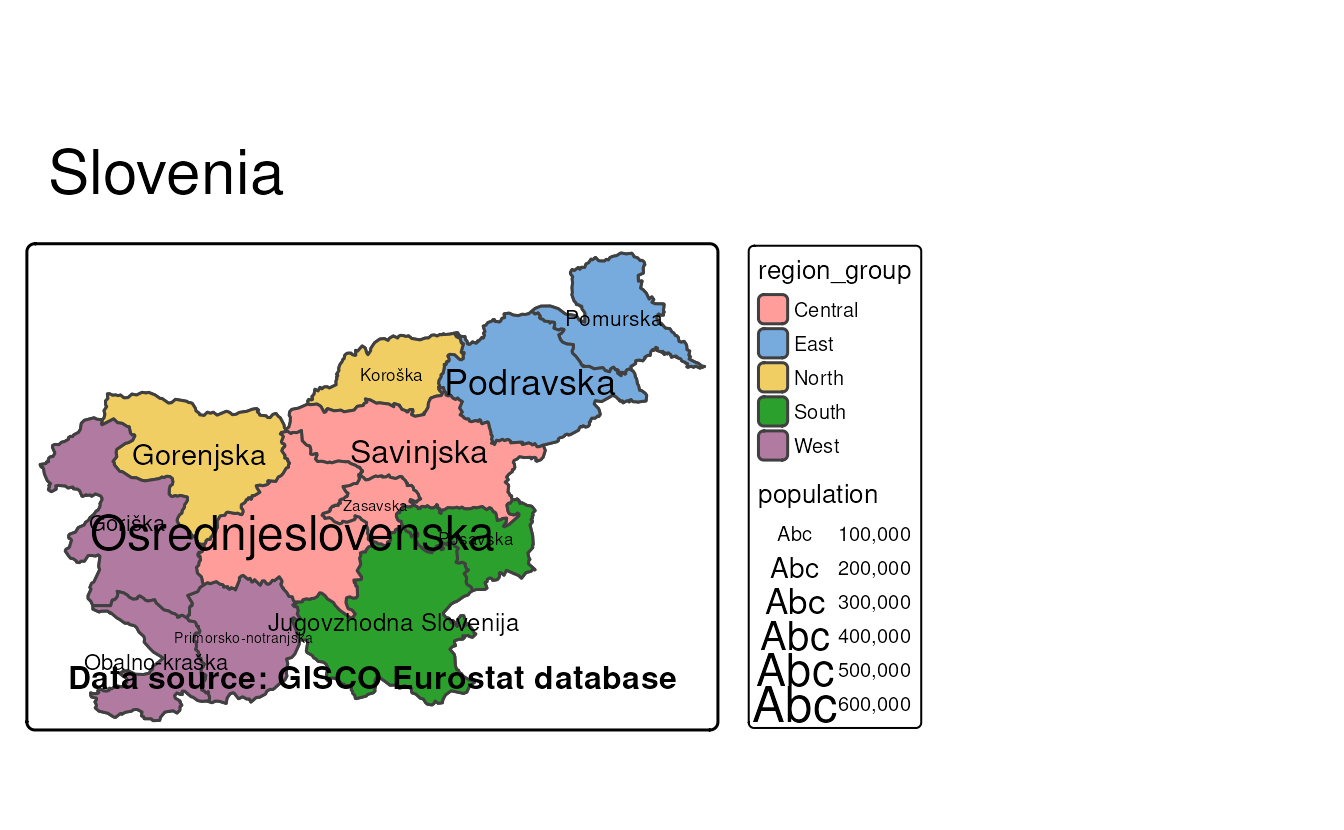 Slovenia
Pomurska
Koroška
Podravska
Gorenjska
Savinjska
Zasavska
Goriška
Osrednjeslovenska
Posavska
Jugovzhodna Slovenija
Primorsko-notranjska
Obalno-kraška
Data source: GISCO Eurostat database
region_group
Central
East
North
South
West
population
Abc 100,000
Abc 200,000
Abc 300,000
Abc 400,000
Abc 500,000
Abc 600,000